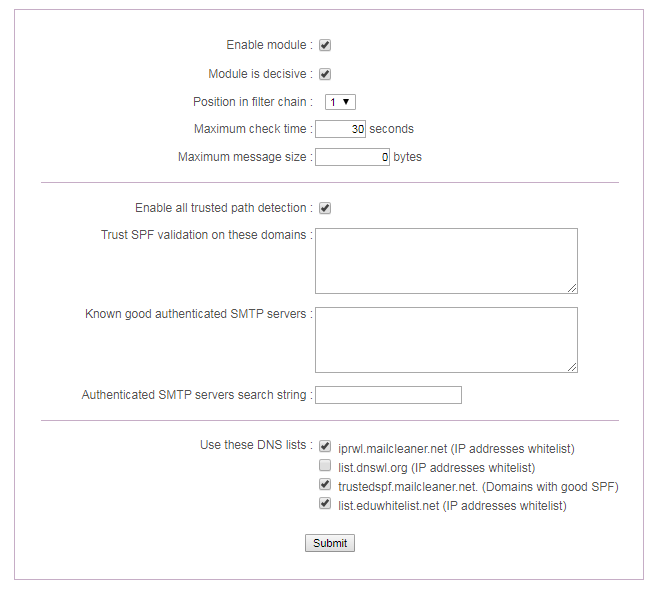 Enable module :
Module is decisive :
Position in filter chain : 1
Maximum check time : 30 seconds
Maximum message size : 0 bytes
Enable all trusted path detection :
Trust SPF validation on these domains :
Known good authenticated SMTP servers :
Authenticated SMTP servers search string :
Use these DNS lists : iprwl.mailcleaner.net (IP addresses whitelist)
list.dnswl.org (IP addresses whitelist)
trustedspf.mailcleaner.net. (Domains with good SPF)
list.eduwhitelist.net (IP addresses whitelist)
Submit